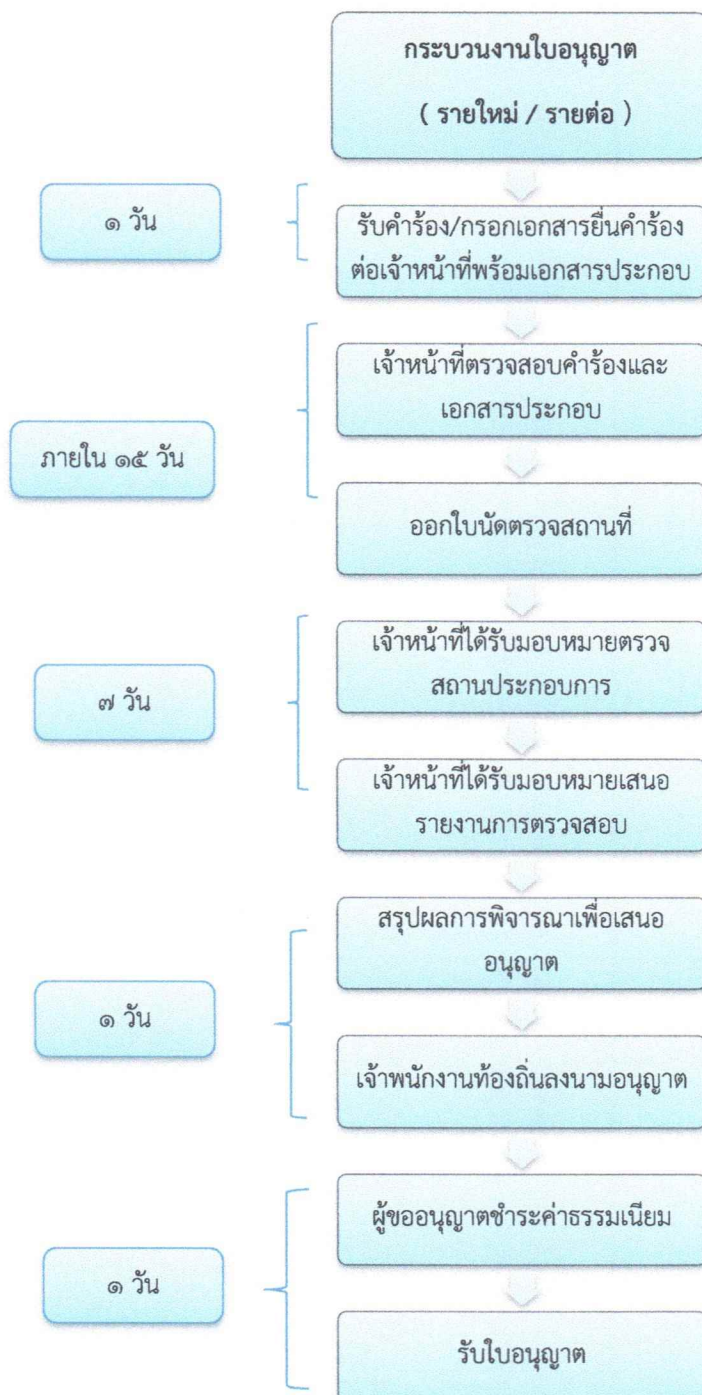 กระบวนงานใบอนุญาต
( รายใหม่ / รายต่อ )
๑ วัน
รับคำร้อง/กรอกเอกสารยื่นคำร้อง
ต่อเจ้าหน้าที่พร้อมเอกสารประกอบ
ภายใน ๑๕ วัน
เจ้าหน้าที่ตรวจสอบคำร้องและ
เอกสารประกอบ
ออกใบนัดตรวจสถานที่
๗ วัน
เจ้าหน้าที่ได้รับมอบหมายตรวจ
สถานประกอบการ
เจ้าหน้าที่ได้รับมอบหมายเสนอ
รายงานการตรวจสอบ
๑ วัน
สรุปผลการพิจารณาเพื่อเสนอ
อนุญาต
เจ้าพนักงานท้องถิ่นลงนามอนุญาต
๑ วัน
ผู้ขออนุญาตชำระค่าธรรมเนียม
รับใบอนุญาต